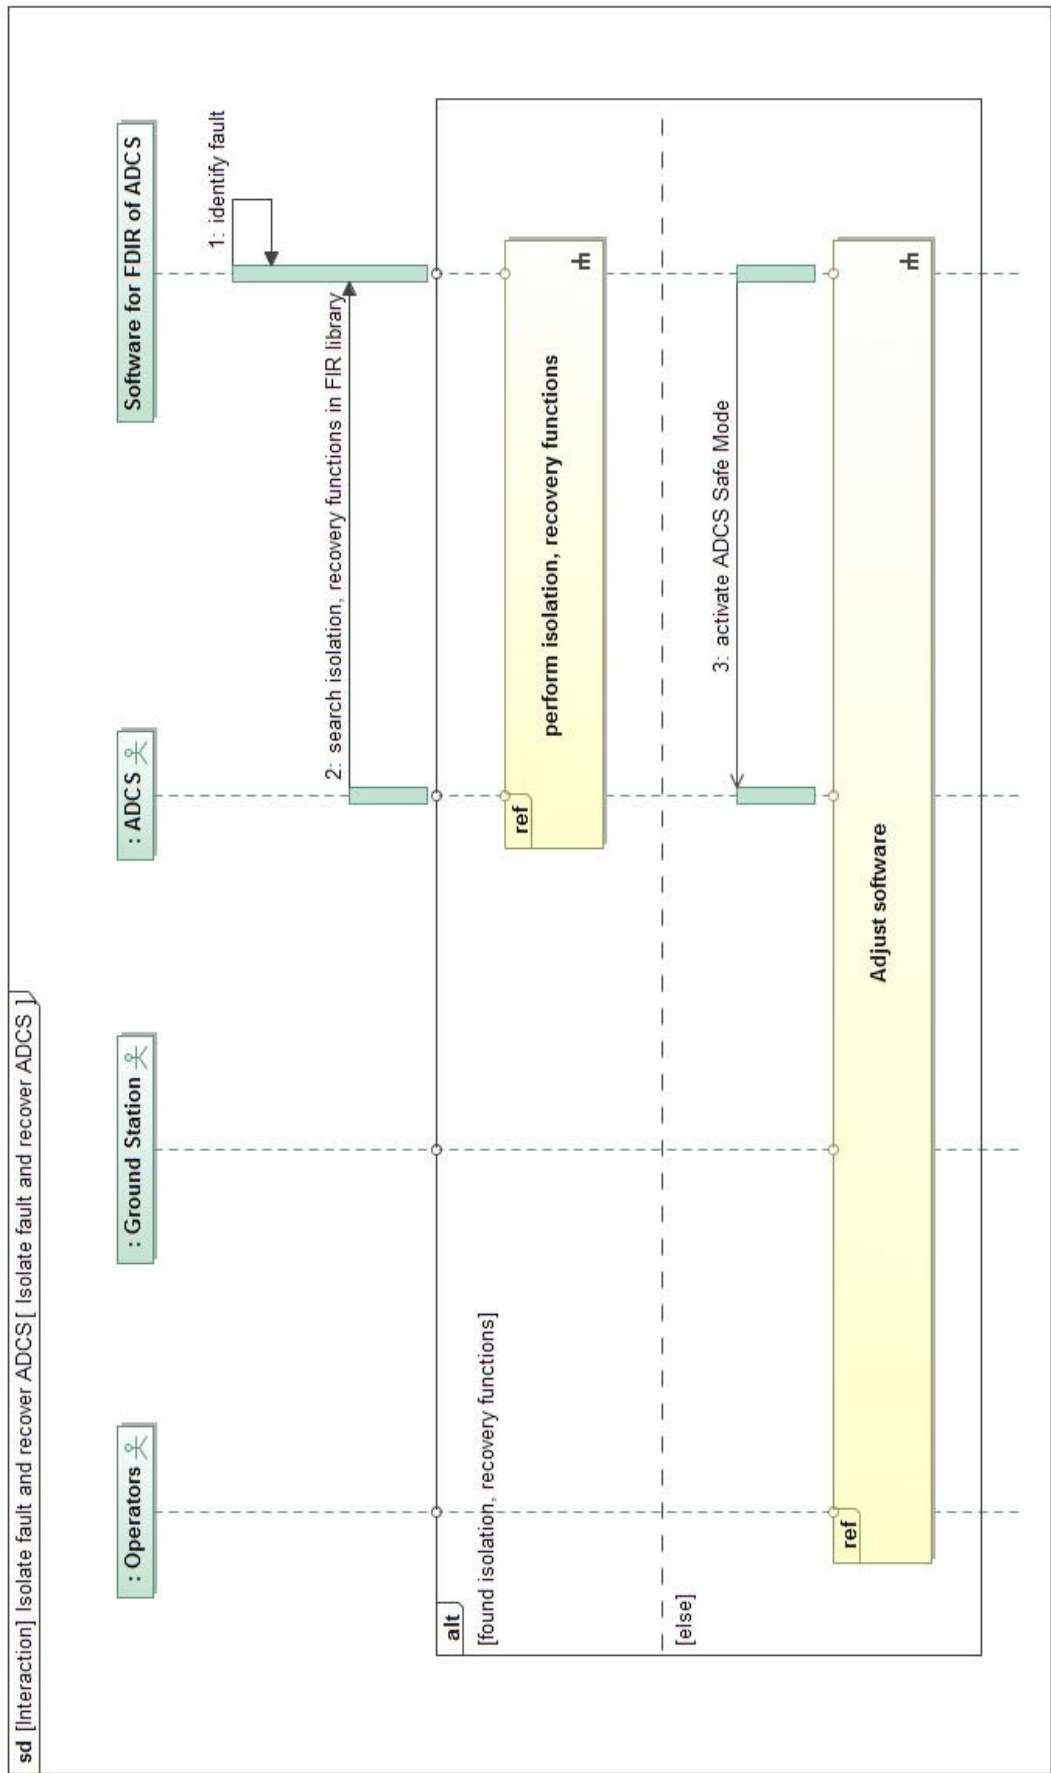 sd [Interaction] Isolate fault and recover ADCS [ Isolate fault and recover ADCS ]
: Operators
: Ground Station
: ADCS
Software for FDIR of ADCS
1: identify fault
2: search isolation, recovery functions in FIR library
alt
[found isolation, recovery functions]
ref
perform isolation, recovery functions
[else]
3: activate ADCS Safe Mode
ref
Adjust software